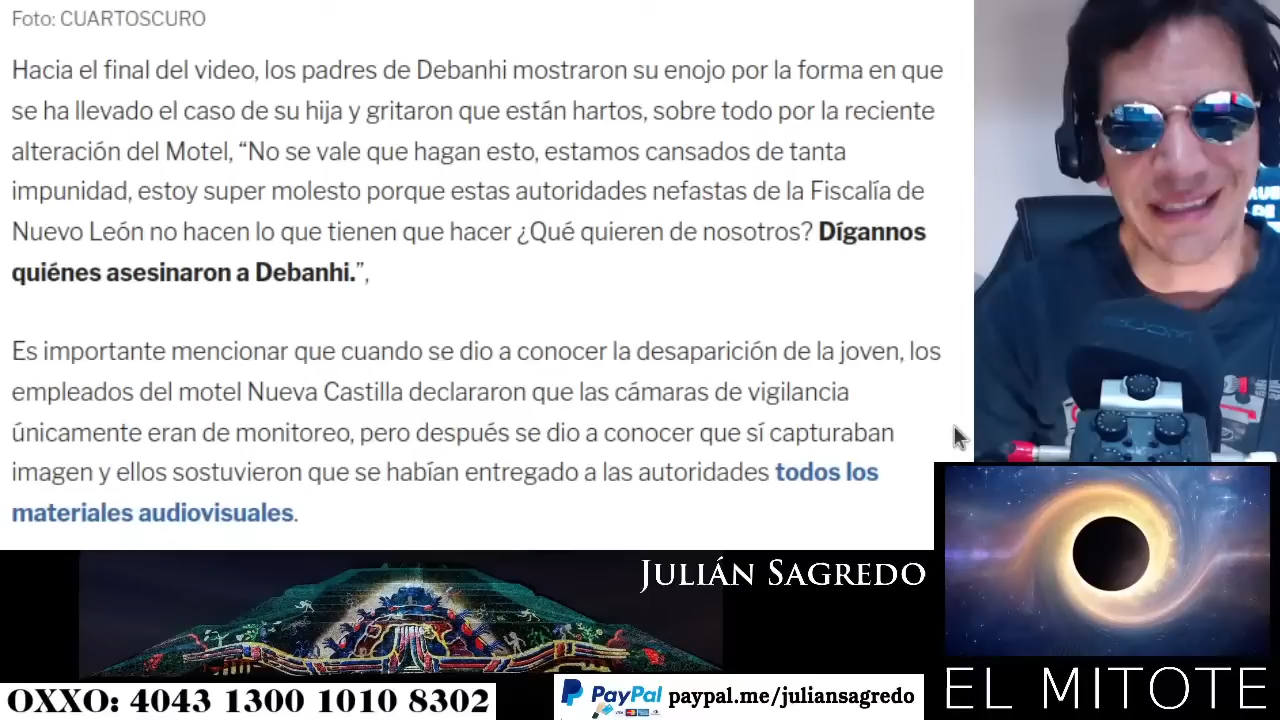 Foto: CUARTOSCURO
Hacia el final del video, los padres de Debanhi mostraron su enojo por la forma en que
se ha llevado el caso de su hija y gritaron que están hartos, sobre todo por la reciente
alteración del Motel, “No se vale que hagan esto, estamos cansados de tanta
impunidad, estoy super molesto porque estas autoridades nefastas de la Fiscalía de
Nuevo León no hacen lo que tienen que hacer ¿Qué quieren de nosotros? Dígannos
quiénes asesinaron a Debanhi.”,
Es importante mencionar que cuando se dio a conocer la desaparición de la joven, los
empleados del motel Nueva Castilla declararon que las cámaras de vigilancia
únicamente eran de monitoreo, pero después se dio a conocer que sí capturaban
imagen y ellos sostuvieron que se habían entregado a las autoridades todos los
materiales audiovisuales.
JULIÁN SAGREDO
OXXO: 4043 1300 1010 8302
PayPal paypal.me/juliansagredo
EL MITOTE